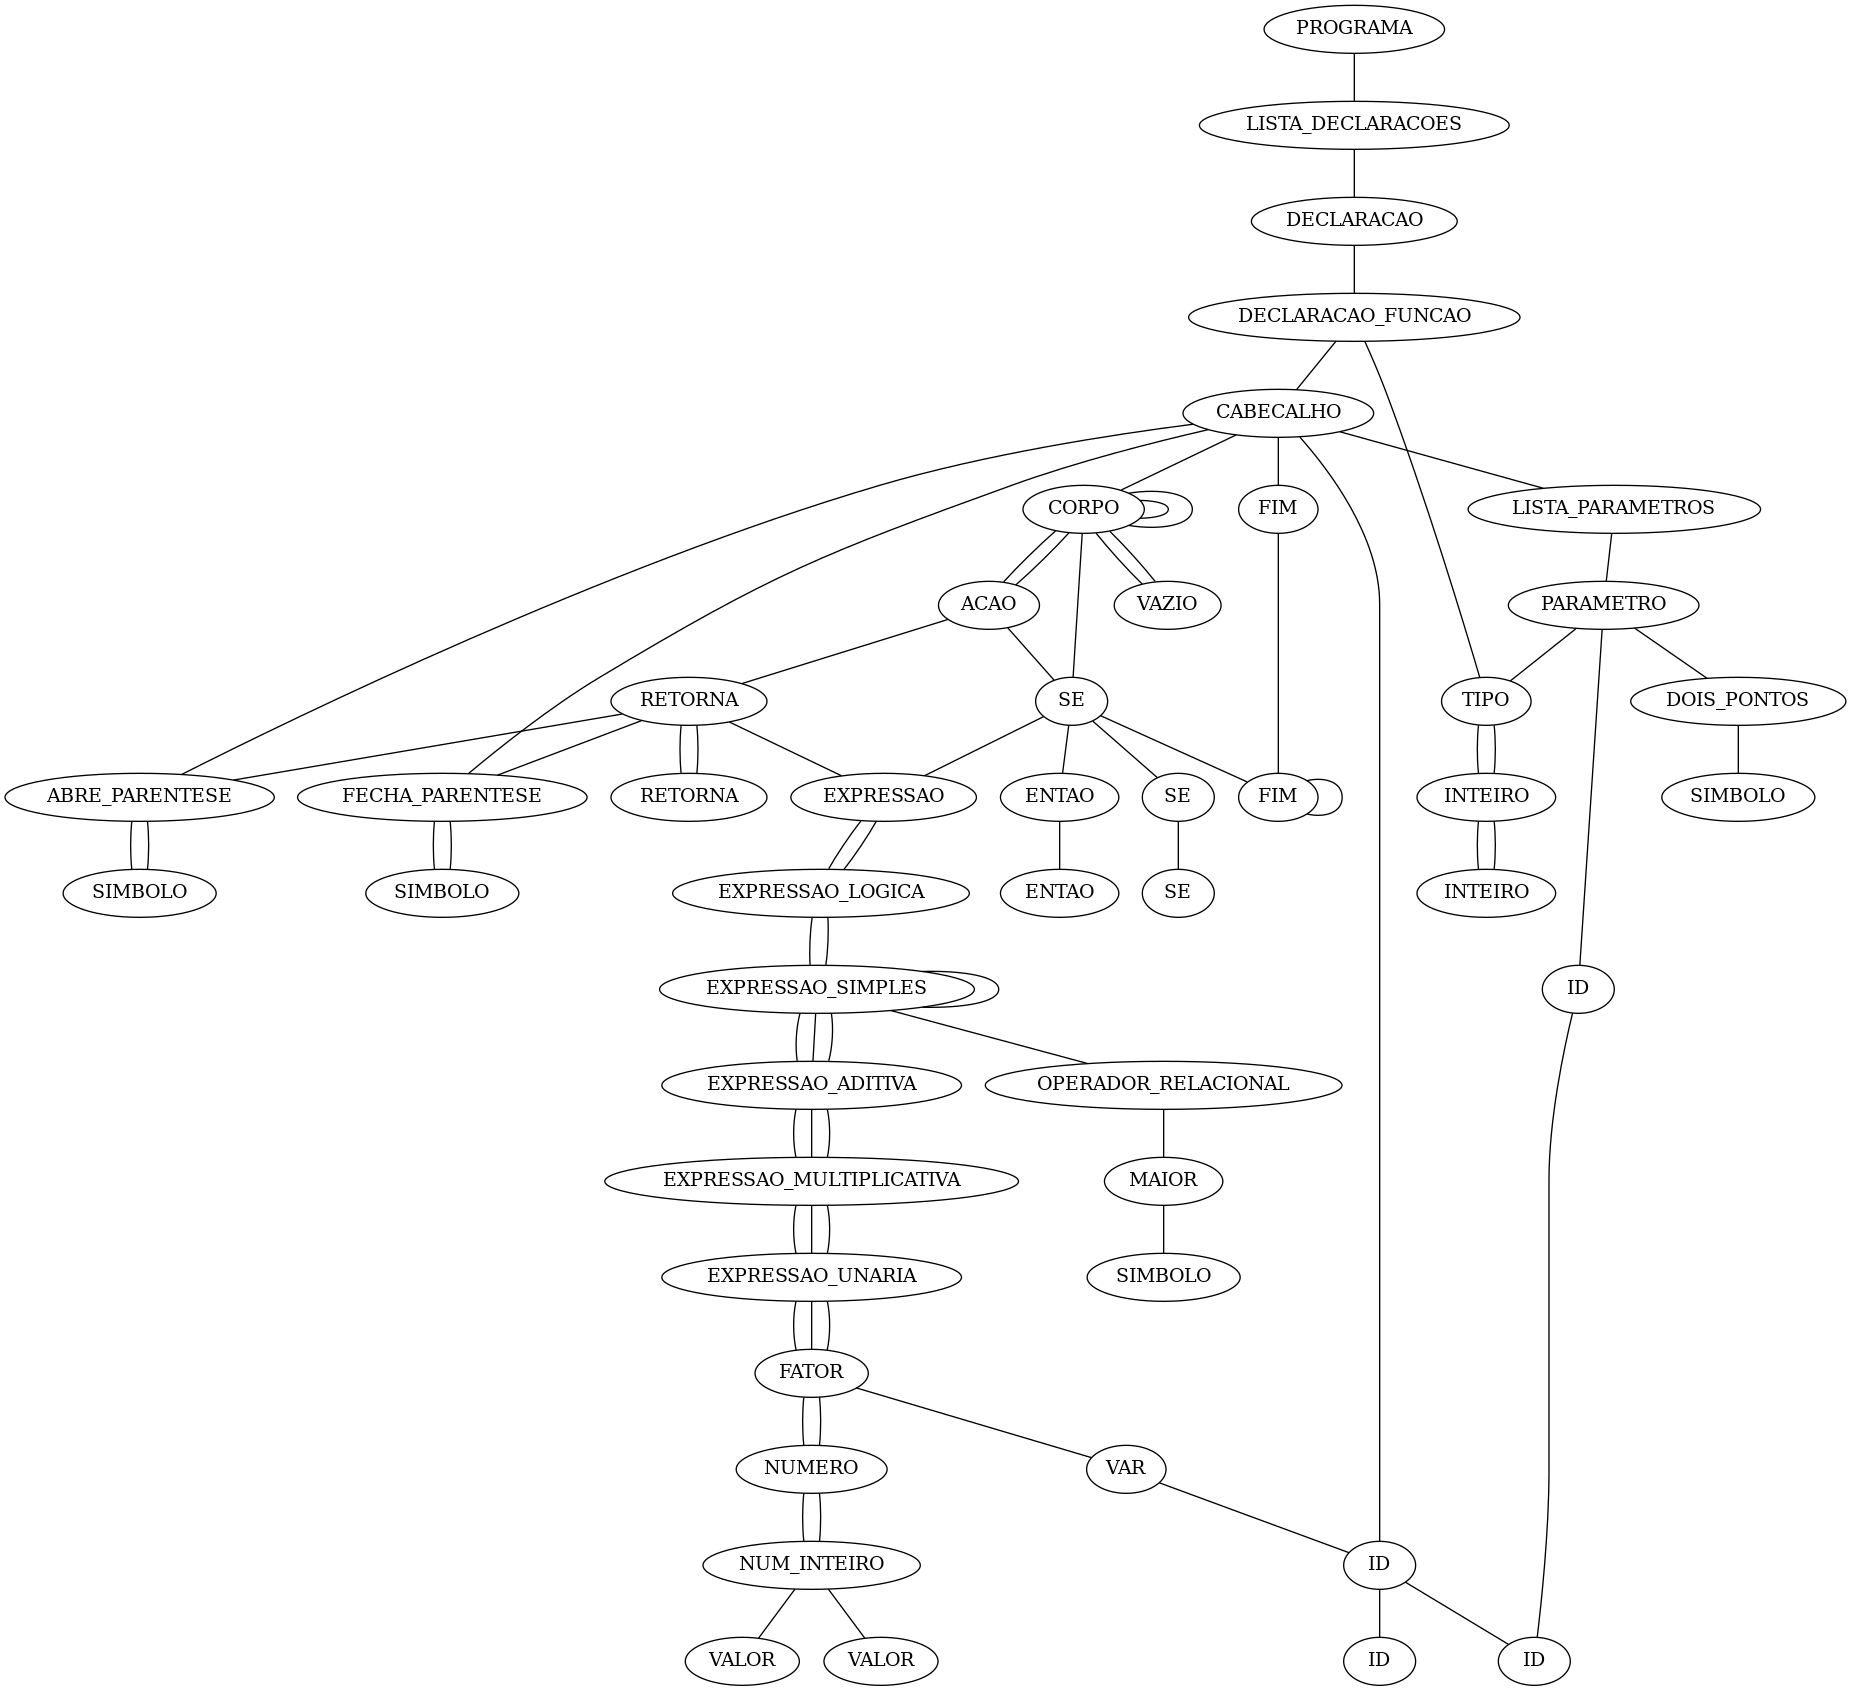 PROGRAMA
LISTA_DECLARACOES
DECLARACAO
DECLARACAO_FUNCAO
CABECALHO
CORPO
FIM
LISTA_PARAMETROS
ACAO
VAZIO
PARAMETRO
RETORNA
SE
TIPO
DOIS_PONTOS
ABRE_PARENTESE
FECHA_PARENTESE
RETORNA
EXPRESSAO
ENTAO
SE
FIM
INTEIRO
SIMBOLO
SIMBOLO
SIMBOLO
EXPRESSAO_LOGICA
ENTAO
SE
INTEIRO
EXPRESSAO_SIMPLES
ID
EXPRESSAO_ADITIVA
OPERADOR_RELACIONAL
EXPRESSAO_MULTIPLICATIVA
MAIOR
EXPRESSAO_UNARIA
SIMBOLO
FATOR
NUMERO
VAR
NUM_INTEIRO
ID
VALOR
VALOR
ID
ID